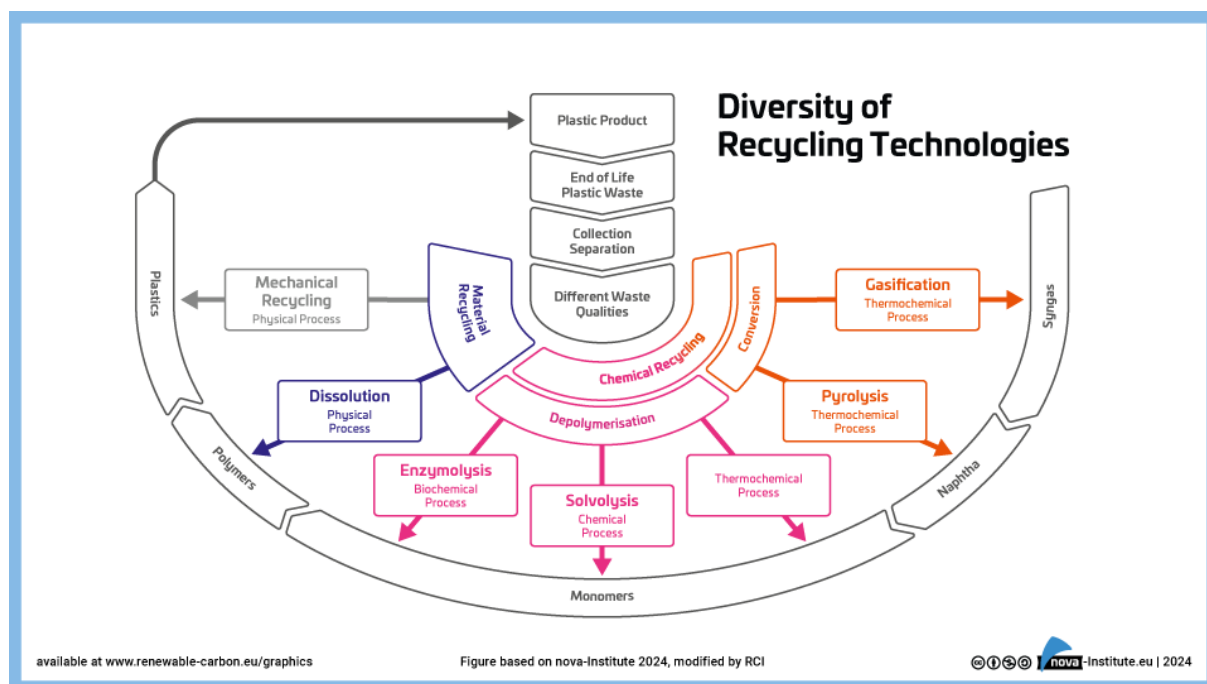 Diversity of
Recycling Technologies
Plastic Product
End of Life
Plastic Waste
Collection
Separation
Different Waste
Qualities
Plastics
Mechanical
Recycling
Physical Process
Material
Recycling
Chemical Recycling
Conversion
Gasification
Thermochemical
Process
Syngas
Dissolution
Physical
Process
Depolymerisation
Pyrolysis
Thermochemical
Process
Polymers
Enzymolysis
Biochemical
Process
Solvolysis
Chemical
Process
Thermochemical
Process
Naphtha
Monomers
available at www.renewable-carbon.eu/graphics
Figure based on nova-Institute 2024, modified by RCI
nova-Institute.eu | 2024